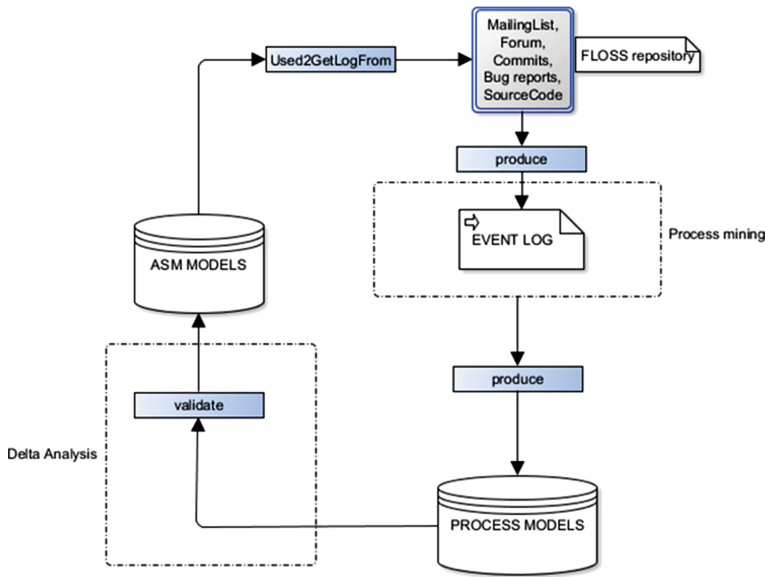 MailingList,
Forum,
Commits,
Bug reports,
SourceCode
FLOSS repository
Used2GetLogFrom
produce
EVENT LOG
Process mining
ASM MODELS
produce
validate
Delta Analysis
PROCESS MODELS